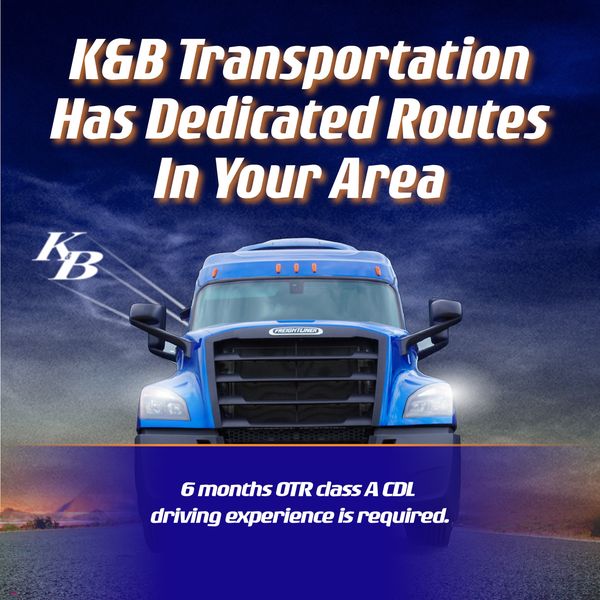 K&B Transportation
Has Dedicated Routes
In Your Area
KB
FREIGHTLINER
6 months OTR class A CDL
driving experience is required.